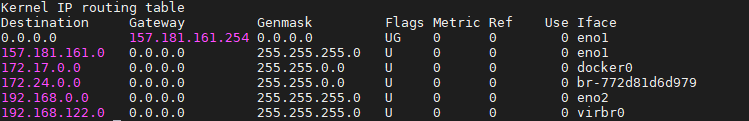 Kernel IP routing table
Destination     Gateway         Genmask         Flags Metric Ref    Use Iface
0.0.0.0         157.181.161.254 0.0.0.0         UG    0      0        0 eno1
157.181.161.0   0.0.0.0         255.255.255.0   U     0      0        0 eno1
172.17.0.0      0.0.0.0         255.255.0.0     U     0      0        0 docker0
172.24.0.0      0.0.0.0         255.255.0.0     U     0      0        0 br-772d81d6d979
192.168.0.0     0.0.0.0         255.255.255.0   U     0      0        0 eno2
192.168.122.0   0.0.0.0         255.255.255.0   U     0      0        0 virbr0